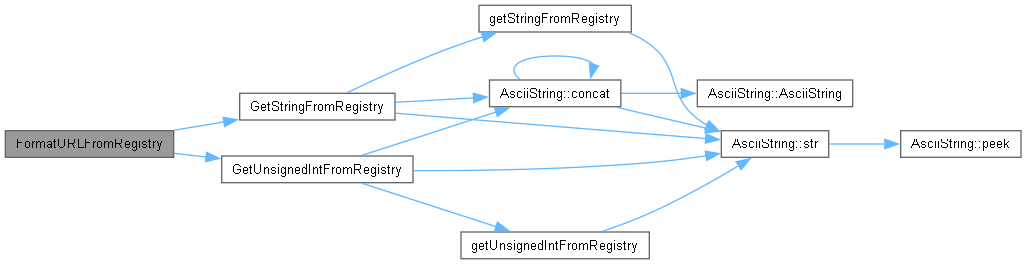 getStringFromRegistry
AsciiString::concat
AsciiString::AsciiString
GetStringFromRegistry
FormatURLFromRegistry
AsciiString::str
AsciiString::peek
GetUnsignedIntFromRegistry
getUnsignedIntFromRegistry